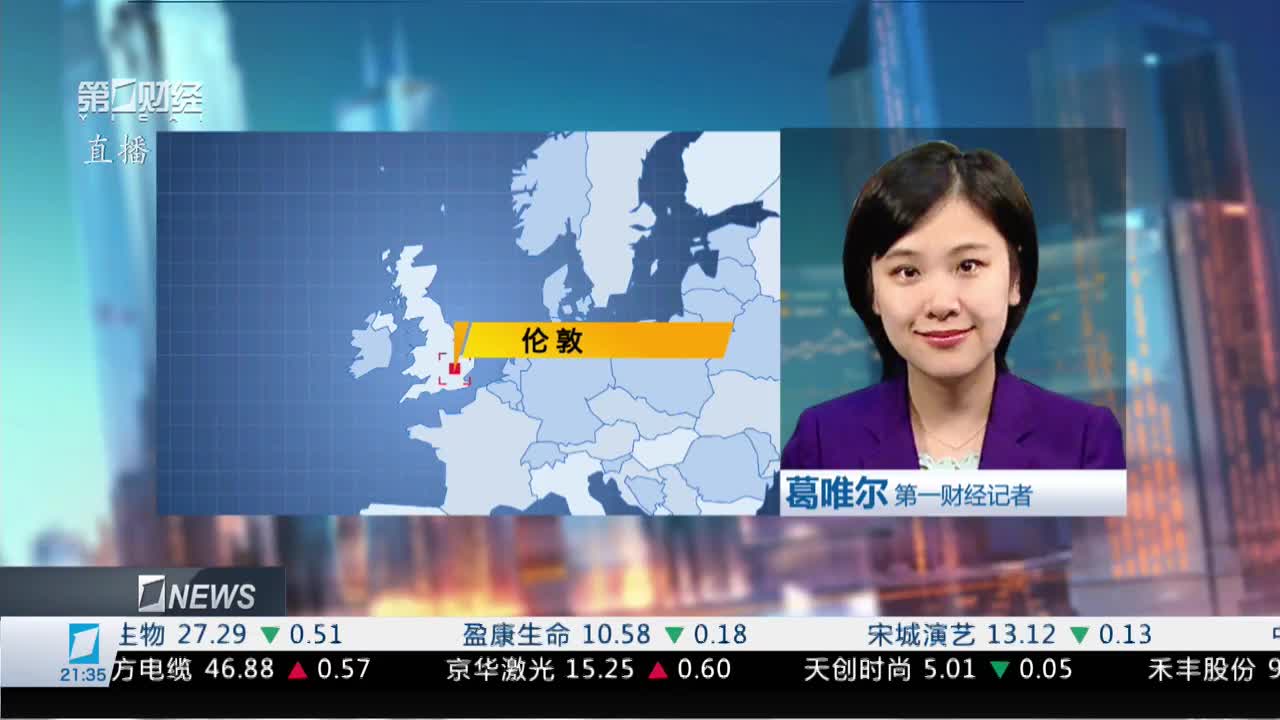 第一财经
YICAI
直播
伦敦
葛唯尔 第一财经记者
NEWS
生物 27.29 ▼ 0.51 盈康生命 10.58 ▼ 0.18 宋城演艺 13.12 ▼ 0.13
21:35
方电缆 46.88 ▲ 0.57 京华激光 15.25 ▲ 0.60 天创时尚 5.01 ▼ 0.05 禾丰股份 9